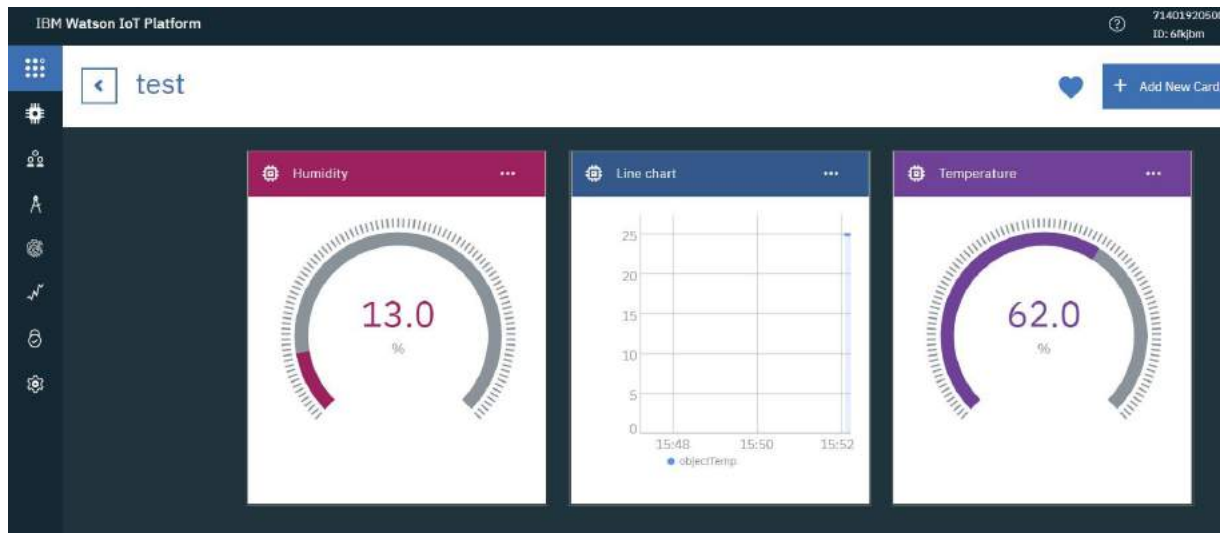 IBM Watson IoT Platform
ID: 6fkjbm
test
Add New Card
Humidity
Line chart
Temperature
13.0
%
25
20
15
10
5
0
15:48
15:50
15:52
objectTemp
62.0
%